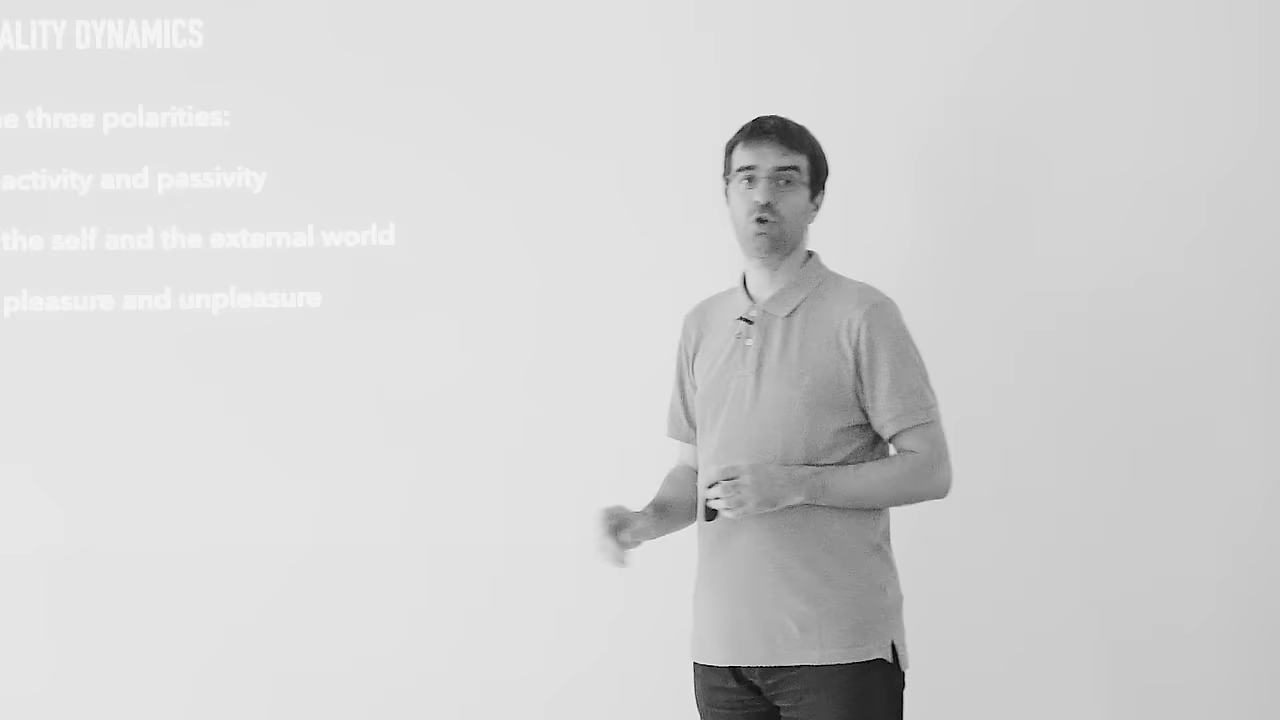 ALITY DYNAMICS
three polarities:
activity and passivity
the self and the external world
pleasure and unpleasure